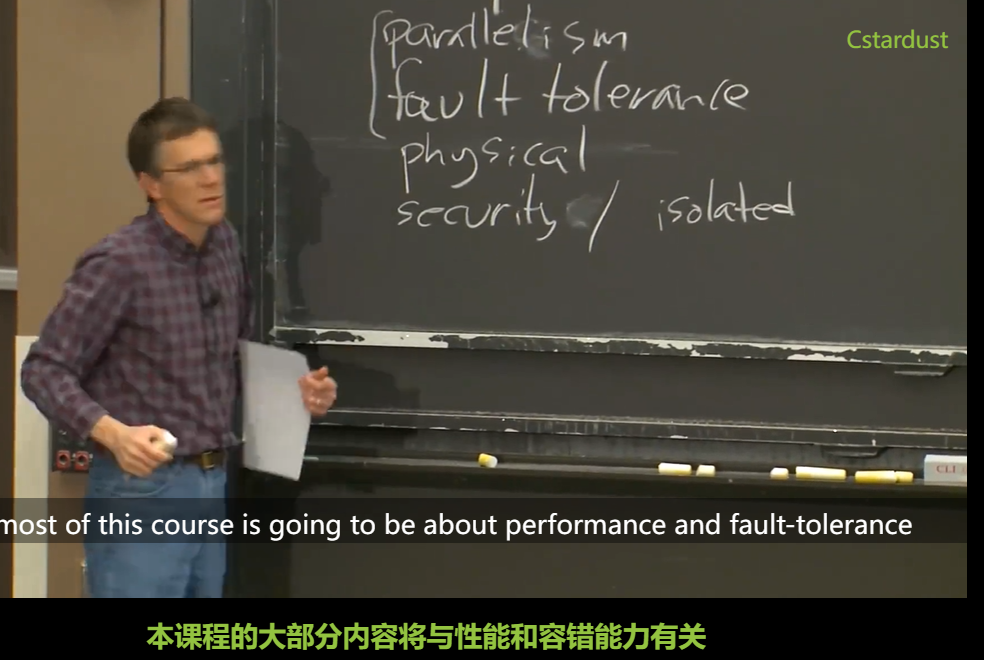 parallelism
Cstardust
fault tolerance
physical
security / isolated
most of this course is going to be about performance and fault-tolerance
本课程的大部分内容将与性能和容错能力有关